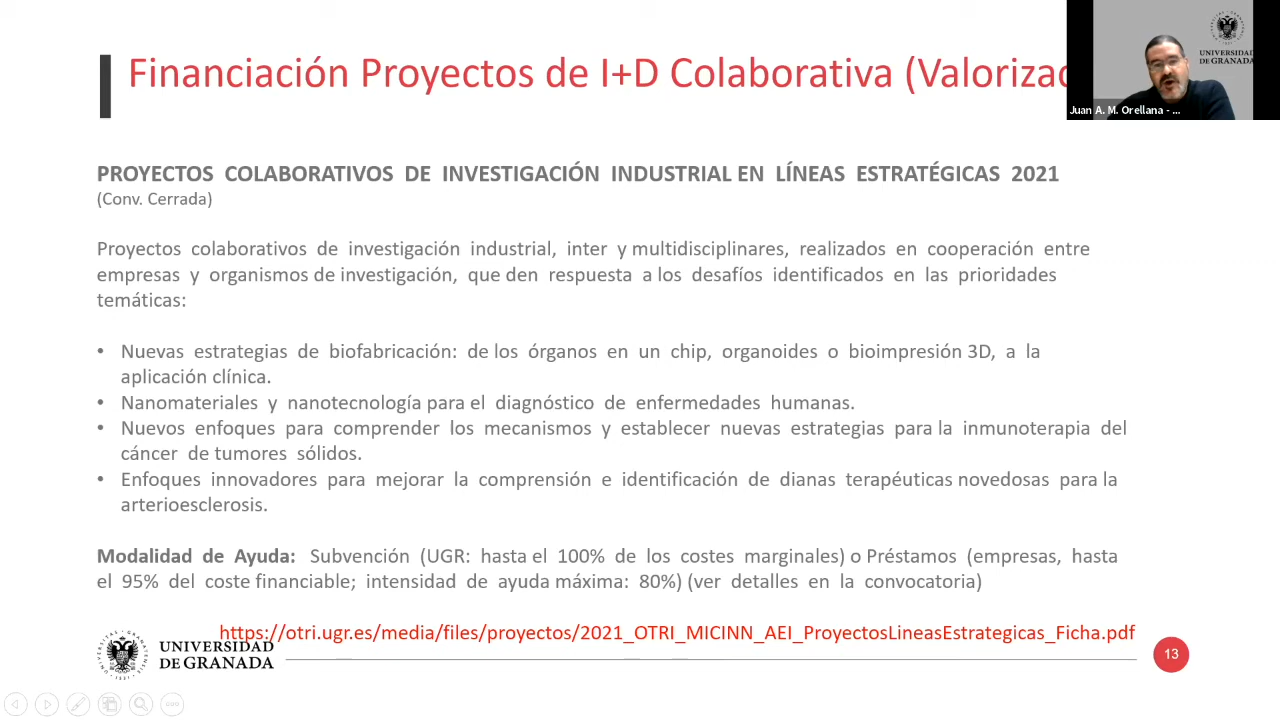 Financiación Proyectos de I+D Colaborativa (Valorizac
UNIVERSIDAD
DE GRANADA
Juan A. M. Orellana - ...
PROYECTOS COLABORATIVOS DE INVESTIGACIÓN INDUSTRIAL EN LÍNEAS ESTRATÉGICAS 2021
(Conv. Cerrada)
Proyectos colaborativos de investigación industrial, inter y multidisciplinares, realizados en cooperación entre
empresas y organismos de investigación, que den respuesta a los desafíos identificados en las prioridades
temáticas:
• Nuevas estrategias de biofabricación: de los órganos en un chip, organoides o bioimpresión 3D, a la
aplicación clínica.
• Nanomateriales y nanotecnología para el diagnóstico de enfermedades humanas.
• Nuevos enfoques para comprender los mecanismos y establecer nuevas estrategias para la inmunoterapia del
cáncer de tumores sólidos.
• Enfoques innovadores para mejorar la comprensión e identificación de dianas terapéuticas novedosas para la
arterioesclerosis.
Modalidad de Ayuda: Subvención (UGR: hasta el 100% de los costes marginales) o Préstamos (empresas, hasta
el 95% del coste financiable; intensidad de ayuda máxima: 80%) (ver detalles en la convocatoria)
https://otri.ugr.es/media/files/proyectos/2021_OTRI_MICINN_AEI_ProyectosLineasEstrategicas_Ficha.pdf
UNIVERSIDAD
DE GRANADA
13